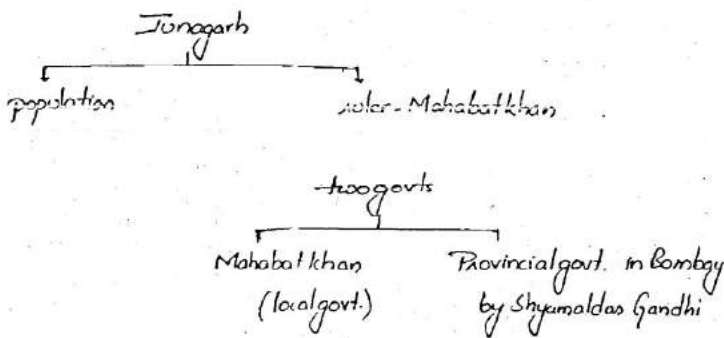 Junagarh
population
ruler - Mahabatkhan
two govts
Mahabatkhan
Provincial govt. in Bombay
(local govt.)
by Shyamaldas Gandhi